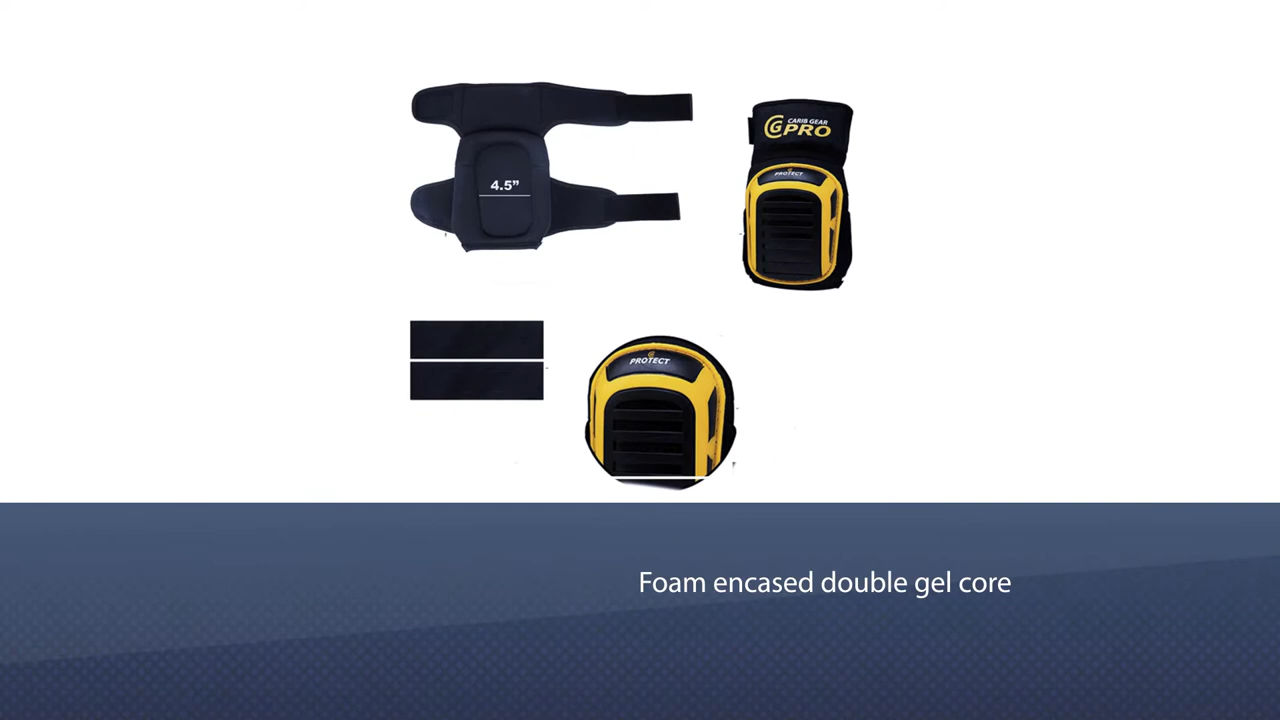 4.5”
CARIB GEAR
PRO
PROTECT
PROTECT
Foam encased double gel core